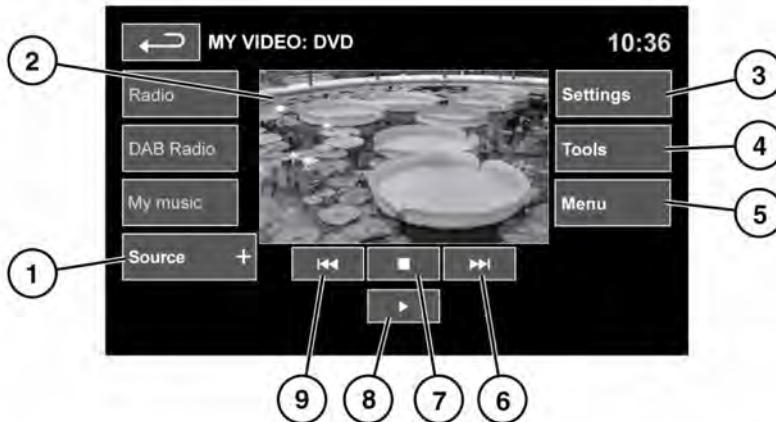 MY VIDEO: DVD 10:36
2 3
Radio Settings
DAB Radio Tools 4
My music Menu 5
1 Source +
9 8 7 6